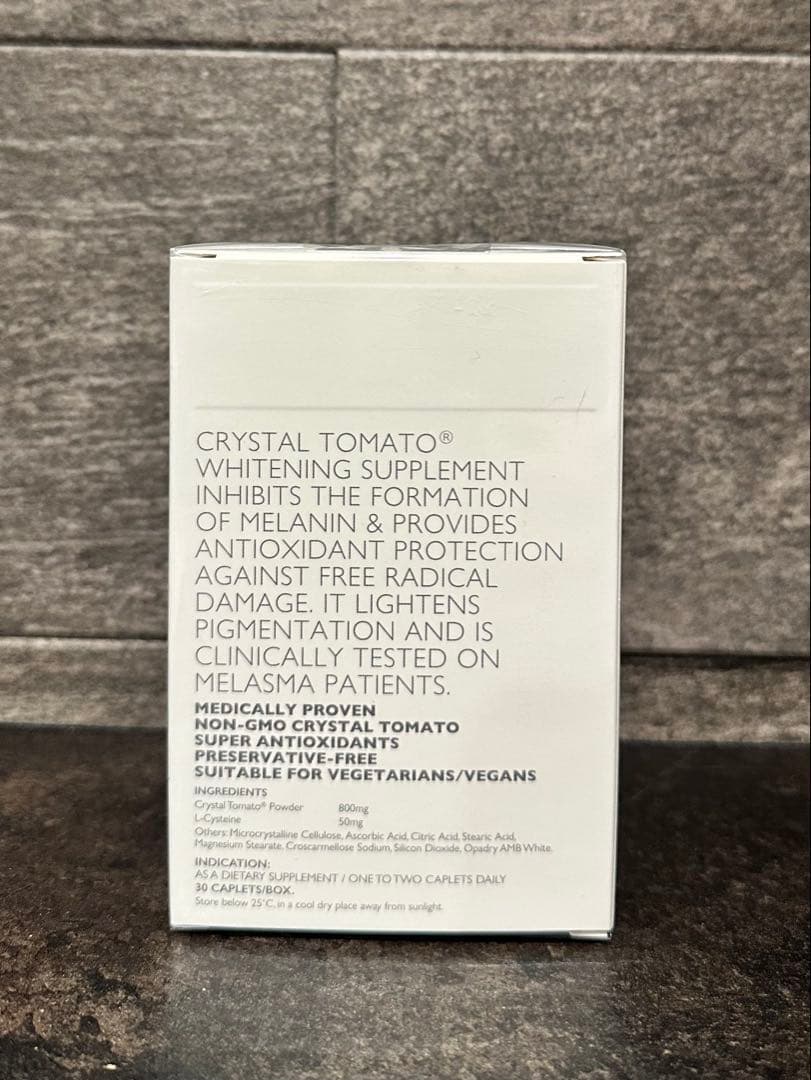 CRYSTAL TOMATO®
WHITENING SUPPLEMENT
INHIBITS THE FORMATION
OF MELANIN & PROVIDES
ANTIOXIDANT PROTECTION
AGAINST FREE RADICAL
DAMAGE. IT LIGHTENS
PIGMENTATION AND IS
CLINICALLY TESTED ON
MELASMA PATIENTS.
MEDICALLY PROVEN
NON-GMO CRYSTAL TOMATO
SUPER ANTIOXIDANTS
PRESERVATIVE-FREE
SUITABLE FOR VEGETARIANS/VEGANS
INGREDIENTS
Crystal Tomato® Powder 800mg
L-Cysteine 50mg
Others: Microcrystalline Cellulose, Ascorbic Acid, Citric Acid, Stearic Acid,
Magnesium Stearate, Croscarmellose Sodium, Silicon Dioxide, Opadry AMB White.
INDICATION:
AS A DIETARY SUPPLEMENT / ONE TO TWO CAPLETS DAILY
30 CAPLETS/BOX.
Store below 25°C, in a cool dry place away from sunlight.